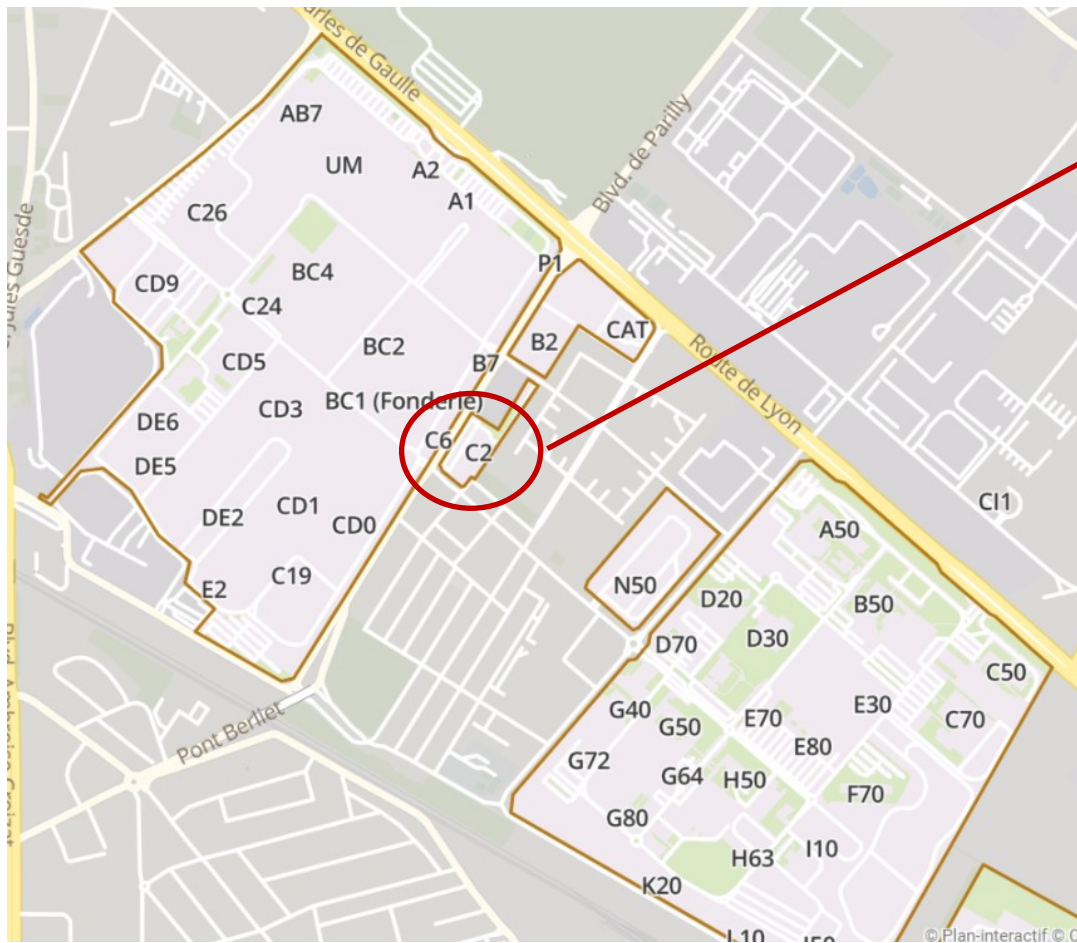 arles de Gaulle
AB7
Blvd. de Parilly
UM
A2
A1
C26
Jules Guesde
P1
BC4
CD9
C24
CAT
B2
BC2
Route de Lyon
CD5
B7
BC1 (Fonderie)
CD3
DE6
C6
C2
DE5
CI1
CD1
DE2
CD0
A50
C19
N50
E2
D20
B50
D30
D70
C50
G40
E30
Pont Berliet
E70
C70
G50
E80
G72
G64
H50
F70
G80
I10
H63
K20
L10
I50
© Plan-interactif © O